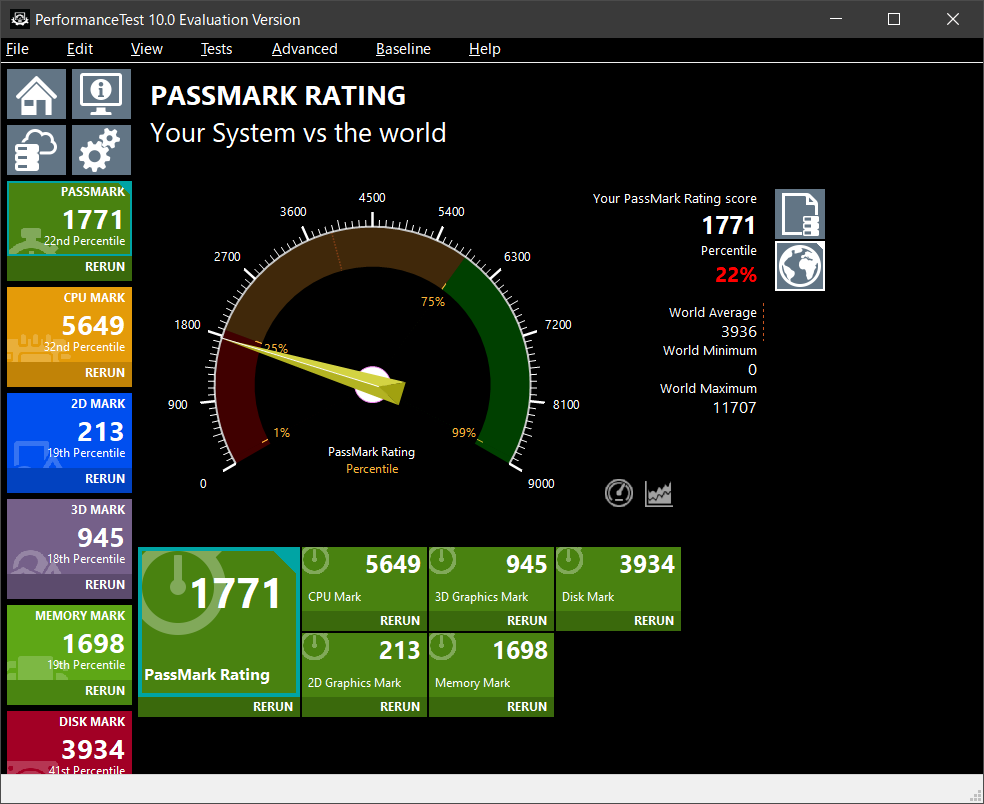 PerformanceTest 10.0 Evaluation Version
File Edit View Tests Advanced Baseline Help
PASSMARK RATING
Your System vs the world
PASSMARK
1771
22nd Percentile
RERUN
CPU MARK
5649
32nd Percentile
RERUN
2D MARK
213
19th Percentile
RERUN
3D MARK
945
18th Percentile
RERUN
MEMORY MARK
1698
19th Percentile
RERUN
DISK MARK
3934
41st Percentile
0
900
1800
2700
3600
4500
5400
6300
7200
8100
9000
1%
25%
75%
99%
PassMark Rating
Percentile
Your PassMark Rating score
1771
Percentile
22%
World Average
3936
World Minimum
0
World Maximum
11707
1771
PassMark Rating
RERUN
5649
CPU Mark
RERUN
945
3D Graphics Mark
RERUN
3934
Disk Mark
RERUN
213
2D Graphics Mark
RERUN
1698
Memory Mark
RERUN